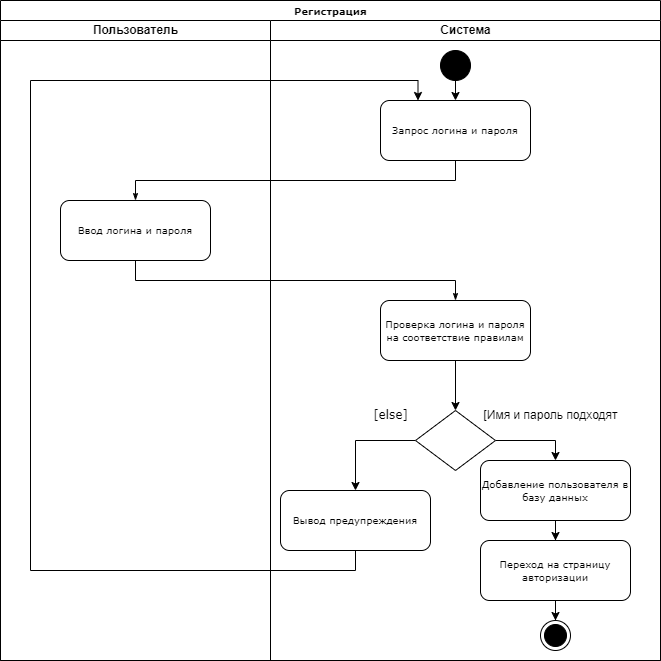 Регистрация
Пользователь
Система
Запрос логина и пароля
Ввод логина и пароля
Проверка логина и пароля
на соответствие правилам
[else]
[Имя и пароль подходят
Добавление пользователя в
базу данных
Вывод предупреждения
Переход на страницу
авторизации